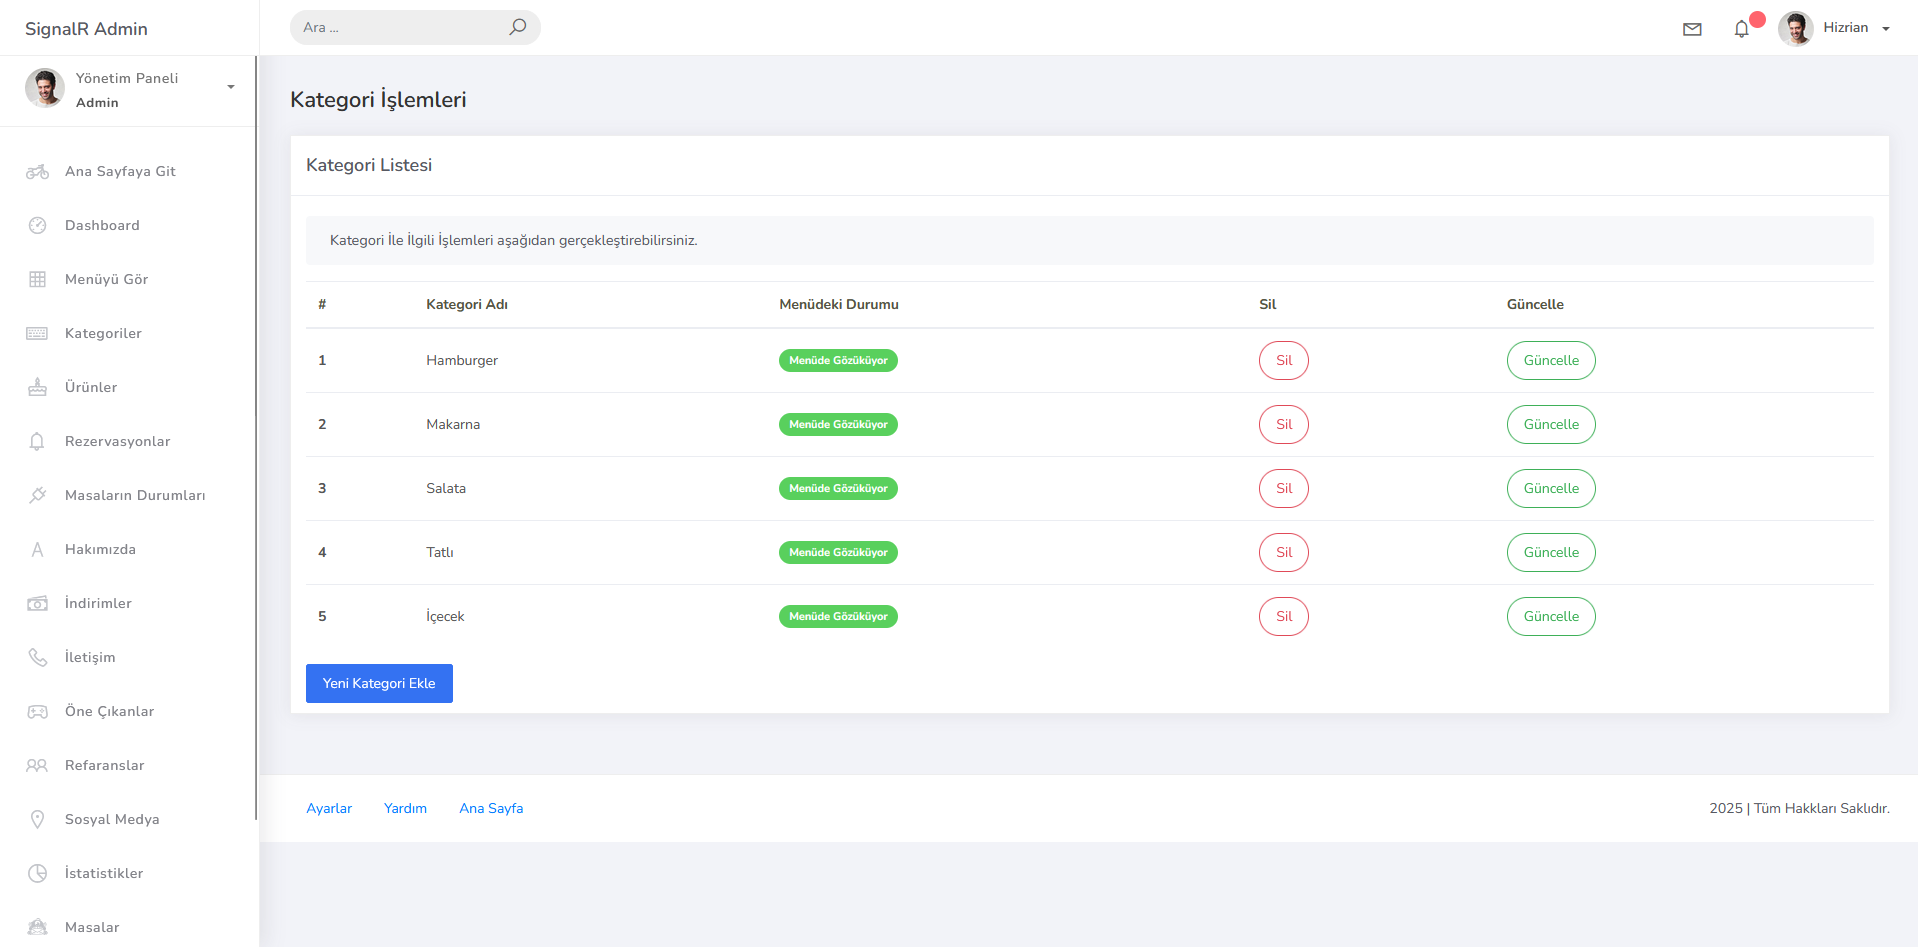 SignalR Admin
Ara ...
Hizrian
Yönetim Paneli
Admin
Ana Sayfaya Git
Dashboard
Menüyü Gör
Kategoriler
Ürünler
Rezervasyonlar
Masaların Durumları
Hakımızda
İndirimler
İletişim
Öne Çıkanlar
Refaranslar
Sosyal Medya
İstatistikler
Masalar
Kategori İşlemleri
Kategori Listesi
Kategori İle İlgili İşlemleri aşağıdan gerçekleştirebilirsiniz.
# Kategori Adı Menüdeki Durumu Sil Güncelle
1 Hamburger Menüde Gözüküyor Sil Güncelle
2 Makarna Menüde Gözüküyor Sil Güncelle
3 Salata Menüde Gözüküyor Sil Güncelle
4 Tatlı Menüde Gözüküyor Sil Güncelle
5 İçecek Menüde Gözüküyor Sil Güncelle
Yeni Kategori Ekle
Ayarlar Yardım Ana Sayfa 2025 | Tüm Hakkları Saklıdır.